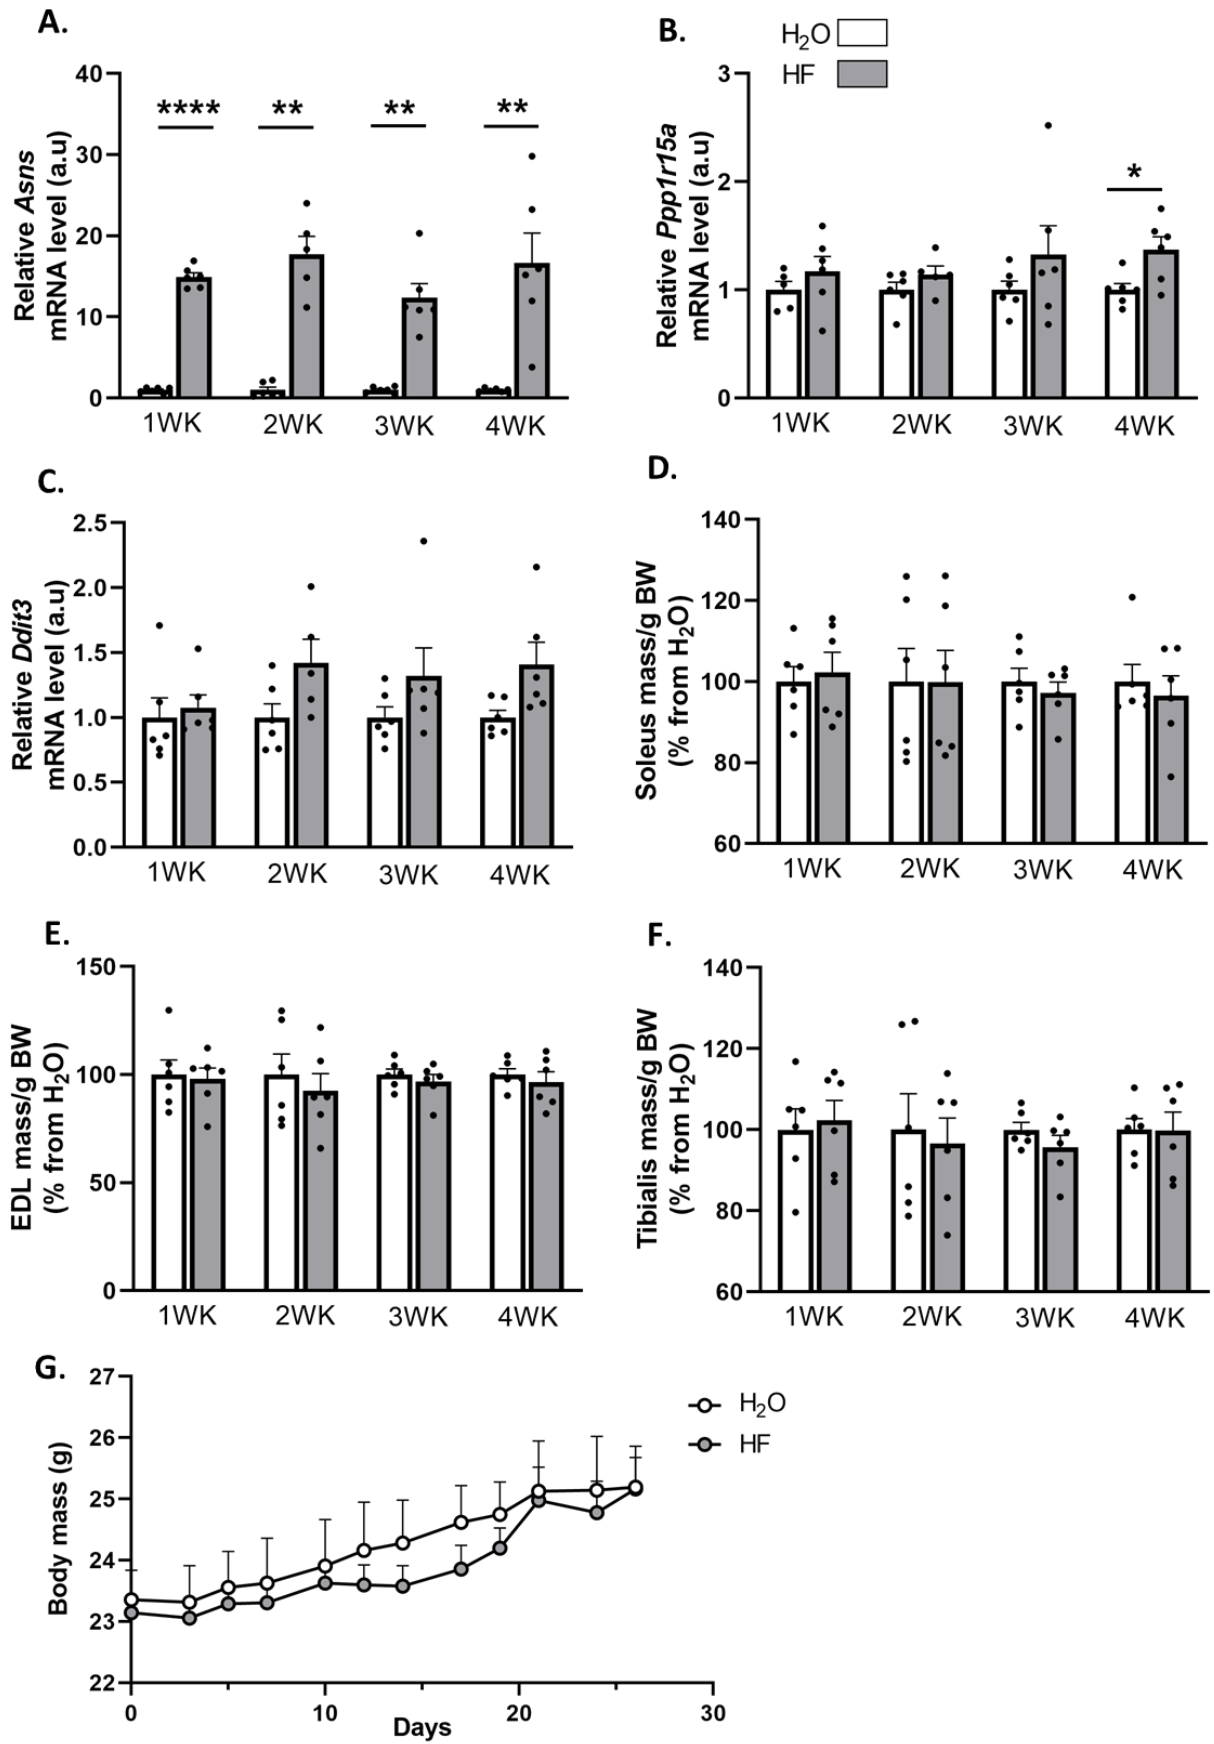 A.
Relative Asns
mRNA level (a.u)
40
30
20
10
0
****
**
**
**
1WK
2WK
3WK
4WK
B.
H₂O
HF
Relative Ppp1r15a
mRNA level (a.u)
3
2
1
0
*
1WK
2WK
3WK
4WK
C.
Relative Ddit3
mRNA level (a.u)
2.5
2.0
1.5
1.0
0.5
0.0
1WK
2WK
3WK
4WK
D.
Soleus mass/g BW
(% from H₂O)
140
120
100
80
60
1WK
2WK
3WK
4WK
E.
EDL mass/g BW
(% from H₂O)
150
100
50
0
1WK
2WK
3WK
4WK
F.
Tibialis mass/g BW
(% from H₂O)
140
120
100
80
60
1WK
2WK
3WK
4WK
G.
Body mass (g)
27
26
25
24
23
22
0
10
20
30
Days
H₂O
HF